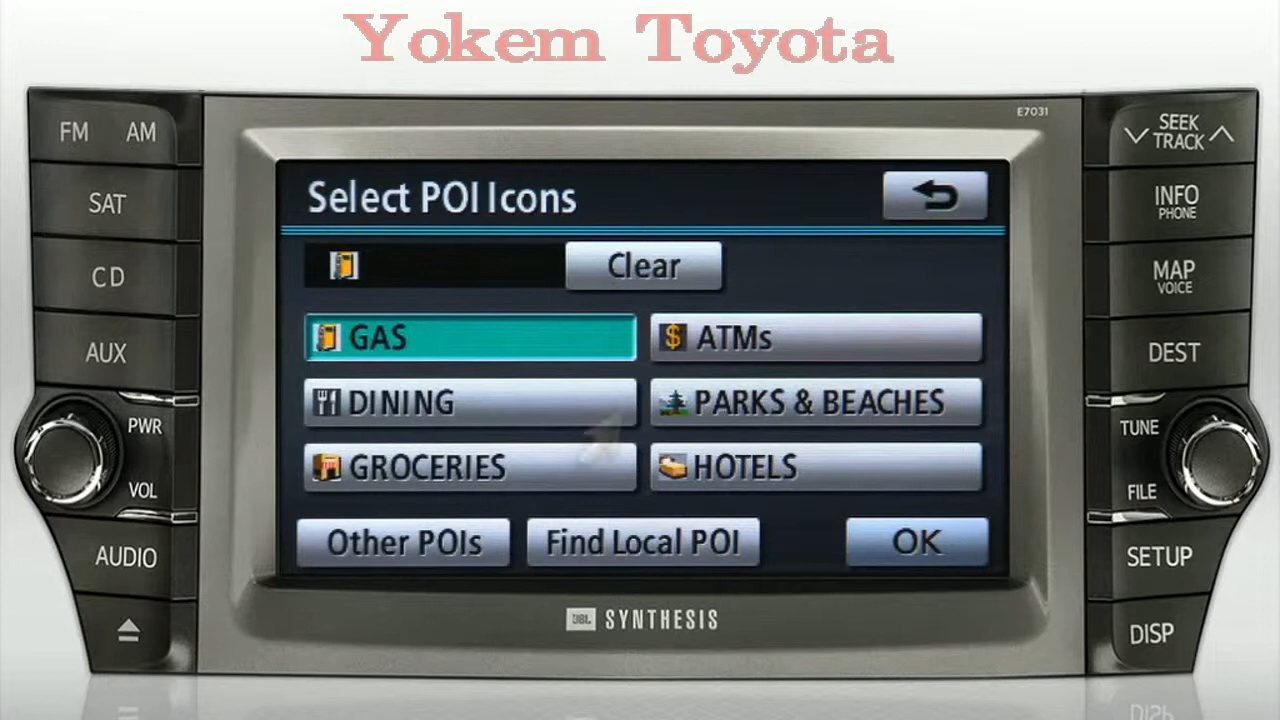 Yokem Toyota
E7031
FM AM
SAT
CD
AUX
PWR
VOL
AUDIO
Select POI Icons
Clear
GAS
ATMs
DINING
PARKS & BEACHES
GROCERIES
HOTELS
Other POIs
Find Local POI
OK
JBL SYNTHESIS
SEEK
TRACK
INFO
PHONE
MAP
VOICE
DEST
TUNE
FILE
SETUP
DISP